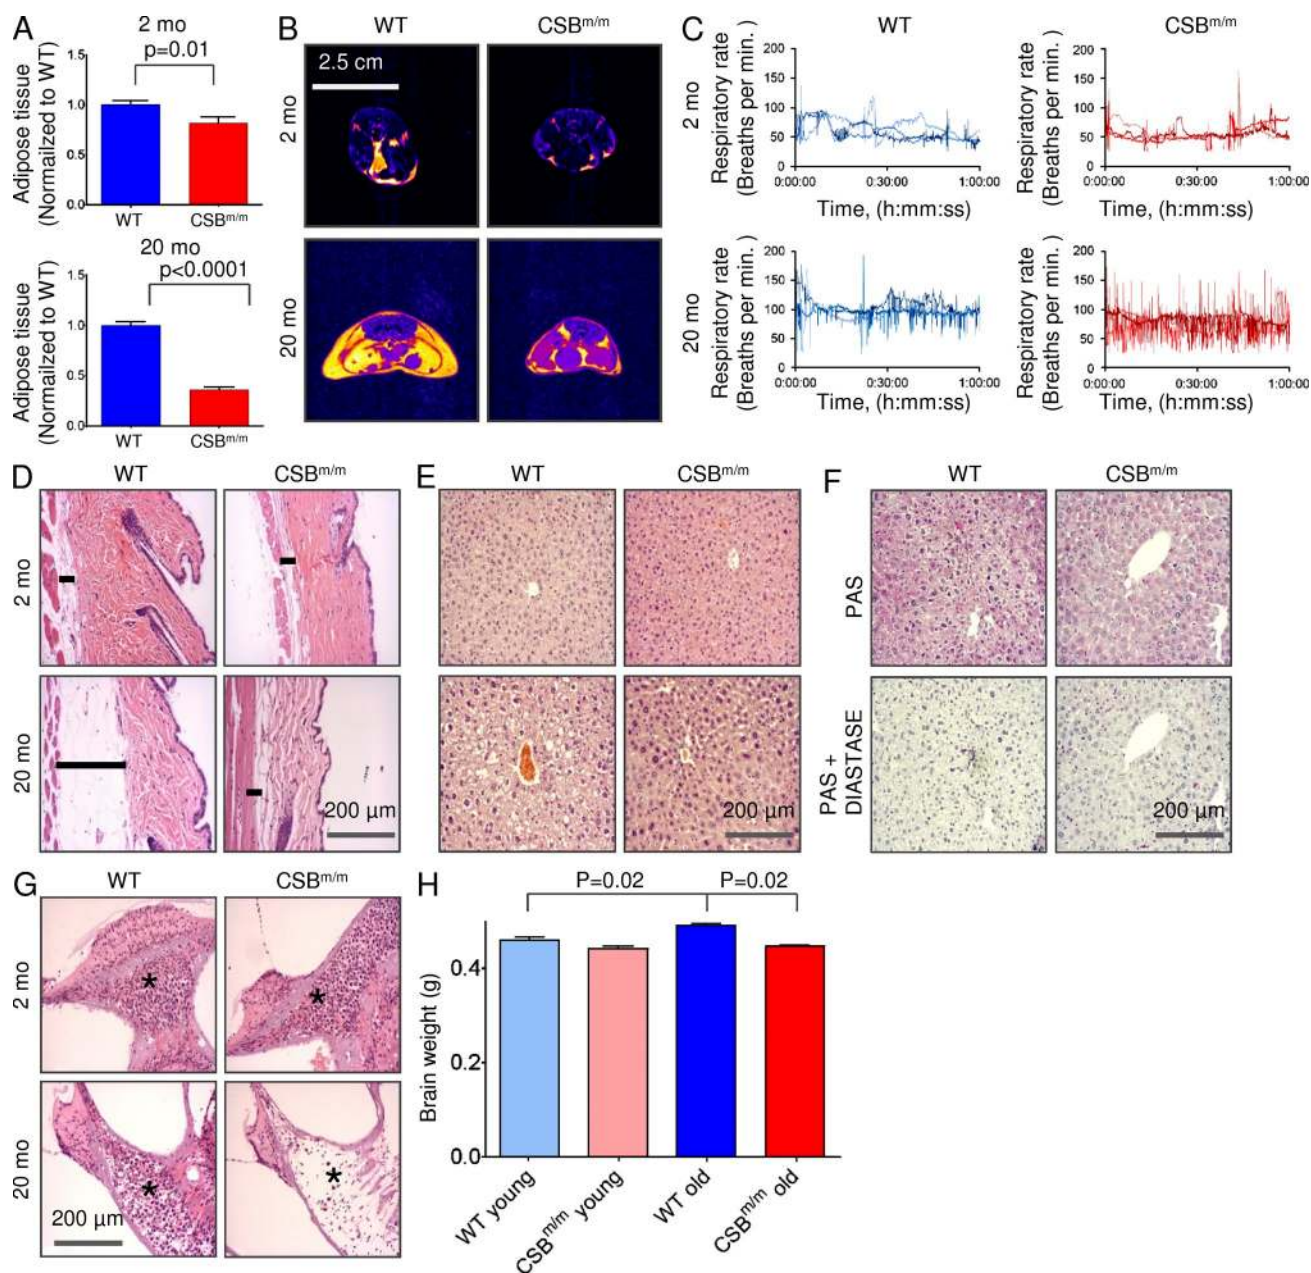 A
2 mo
p=0.01
Adipose tissue
(Normalized to WT)
1.5
1.0
0.5
0.0
WT
CSBm/m
20 mo
p<0.0001
Adipose tissue
(Normalized to WT)
1.5
1.0
0.5
0.0
WT
CSBm/m
B
WT
CSBm/m
2 mo
2.5 cm
20 mo
C
WT
CSBm/m
2 mo
Respiratory rate
(Breaths per min.)
200
150
100
50
0
0:00:00
0:30:00
1:00:00
Time, (h:mm:ss)
Respiratory rate
(Breaths per min.)
200
150
100
50
0
0:00:00
0:30:00
1:00:00
Time, (h:mm:ss)
20 mo
Respiratory rate
(Breaths per min. )
200
150
100
50
0
0:00:00
0:30:00
1:00:00
Time, (h:mm:ss)
Respiratory rate
(Breaths per min. )
200
150
100
50
0
0:00:00
0:30:00
1:00:00
Time, (h:mm:ss)
D
WT
CSBm/m
2 mo
20 mo
200 µm
E
WT
CSBm/m
200 µm
F
WT
CSBm/m
PAS
PAS +
DIASTASE
200 µm
G
WT
CSBm/m
2 mo
*
*
20 mo
*
*
200 µm
H
P=0.02
P=0.02
Brain weight (g)
0.4
0.2
0.0
WT young
CSBm/m young
WT old
CSBm/m old